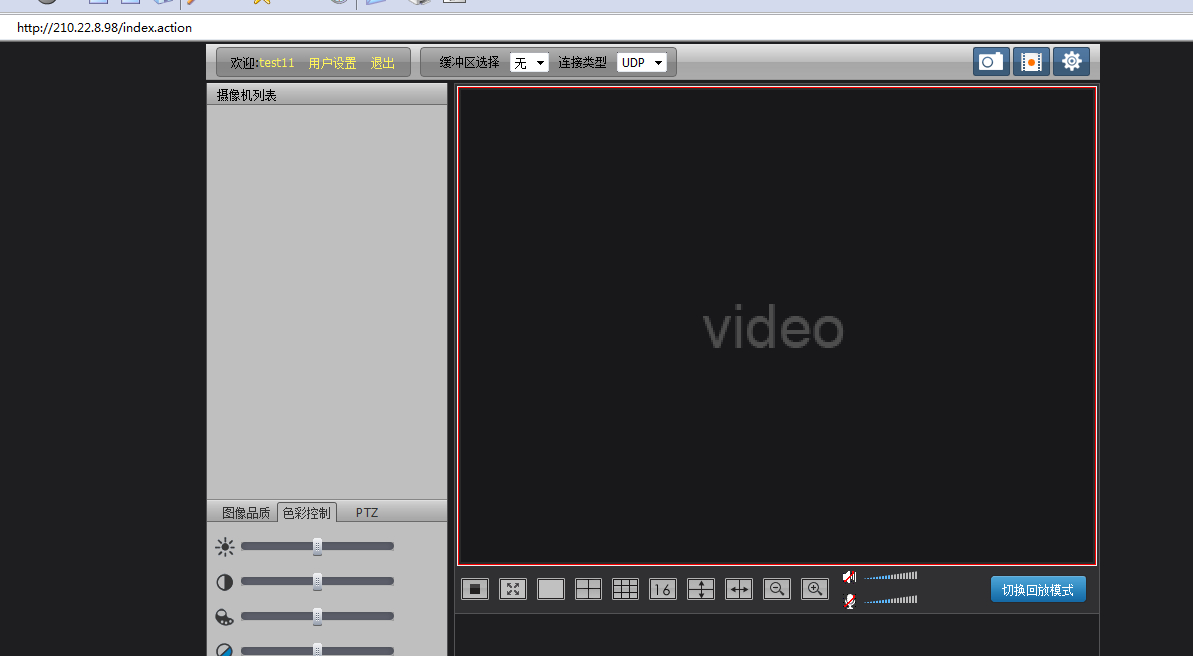 http://210.22.8.98/index.action
欢迎:test11 用户设置 退出 缓冲区选择 无 连接类型 UDP
摄像机列表
video
图像品质 色彩控制 PTZ
16
切换回放模式